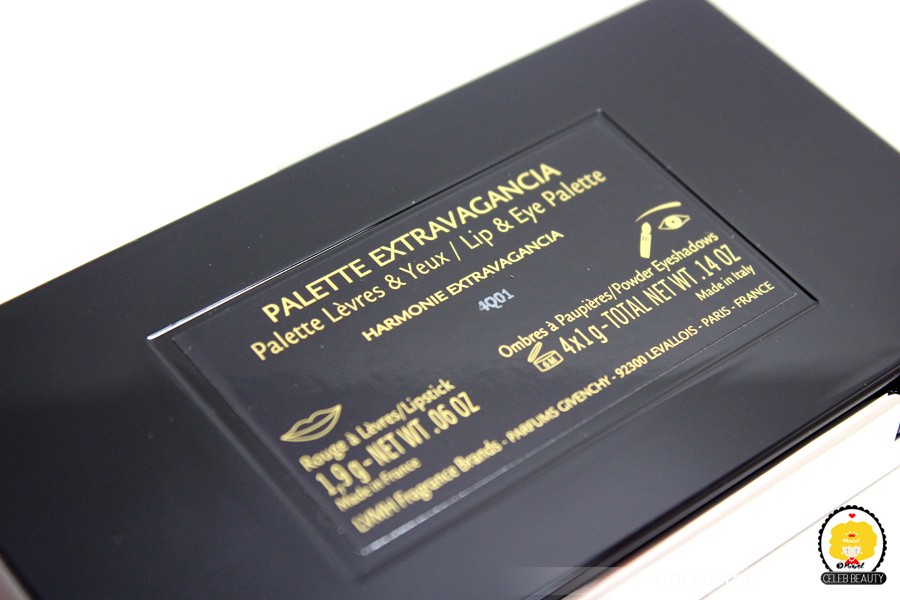 PALETTE EXTRAVAGANCIA
Palette Lèvres & Yeux / Lip & Eye Palette
HARMONIE EXTRAVAGANCIA
4Q01
Ombres à Paupières/Powder Eyeshadows
6M
4x1g-TOTAL NET WT. .14 OZ
Made in Italy
Rouge à Lèvres/Lipstick
1,9 g - NET WT .06 OZ
Made in France
LVMH Fragrance Brands - PARFUMS GIVENCHY - 92300 LEVALLOIS - PARIS - FRANCE
CELEB BEAUTY